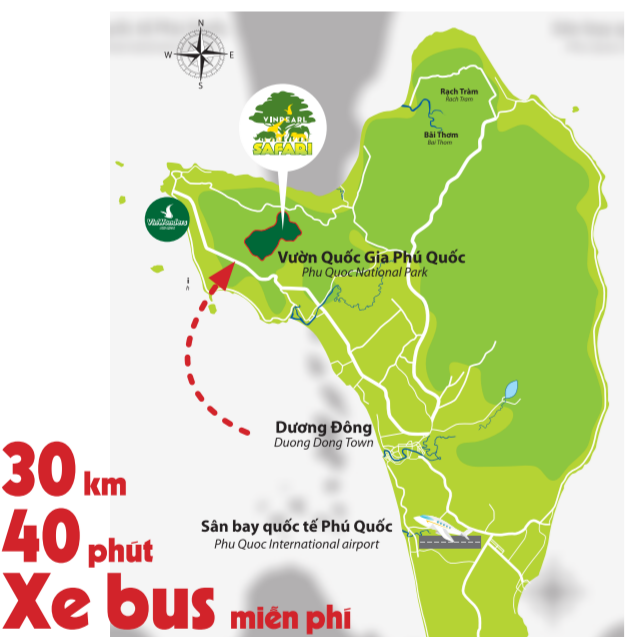 N
W
E
S
Rạch Tràm
Rach Tram
Bãi Thơm
Bai Thom
VINPEARL
SAFARI
VinWonders
Vườn Quốc Gia Phú Quốc
Phu Quoc National Park
Dương Đông
Duong Dong Town
30 km
40 phút
Sân bay quốc tế Phú Quốc
Phu Quoc International airport
Xe bus miễn phí